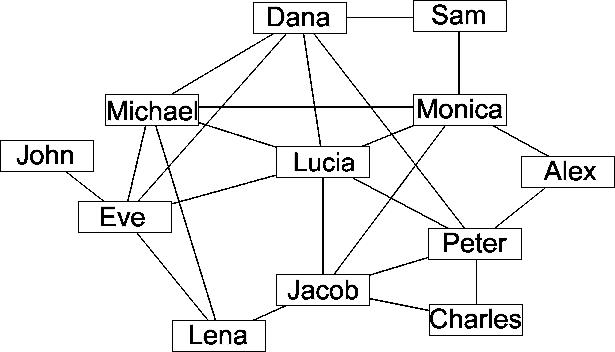 Dana
Sam
Michael
Monica
John
Lucia
Alex
Eve
Peter
Jacob
Charles
Lena